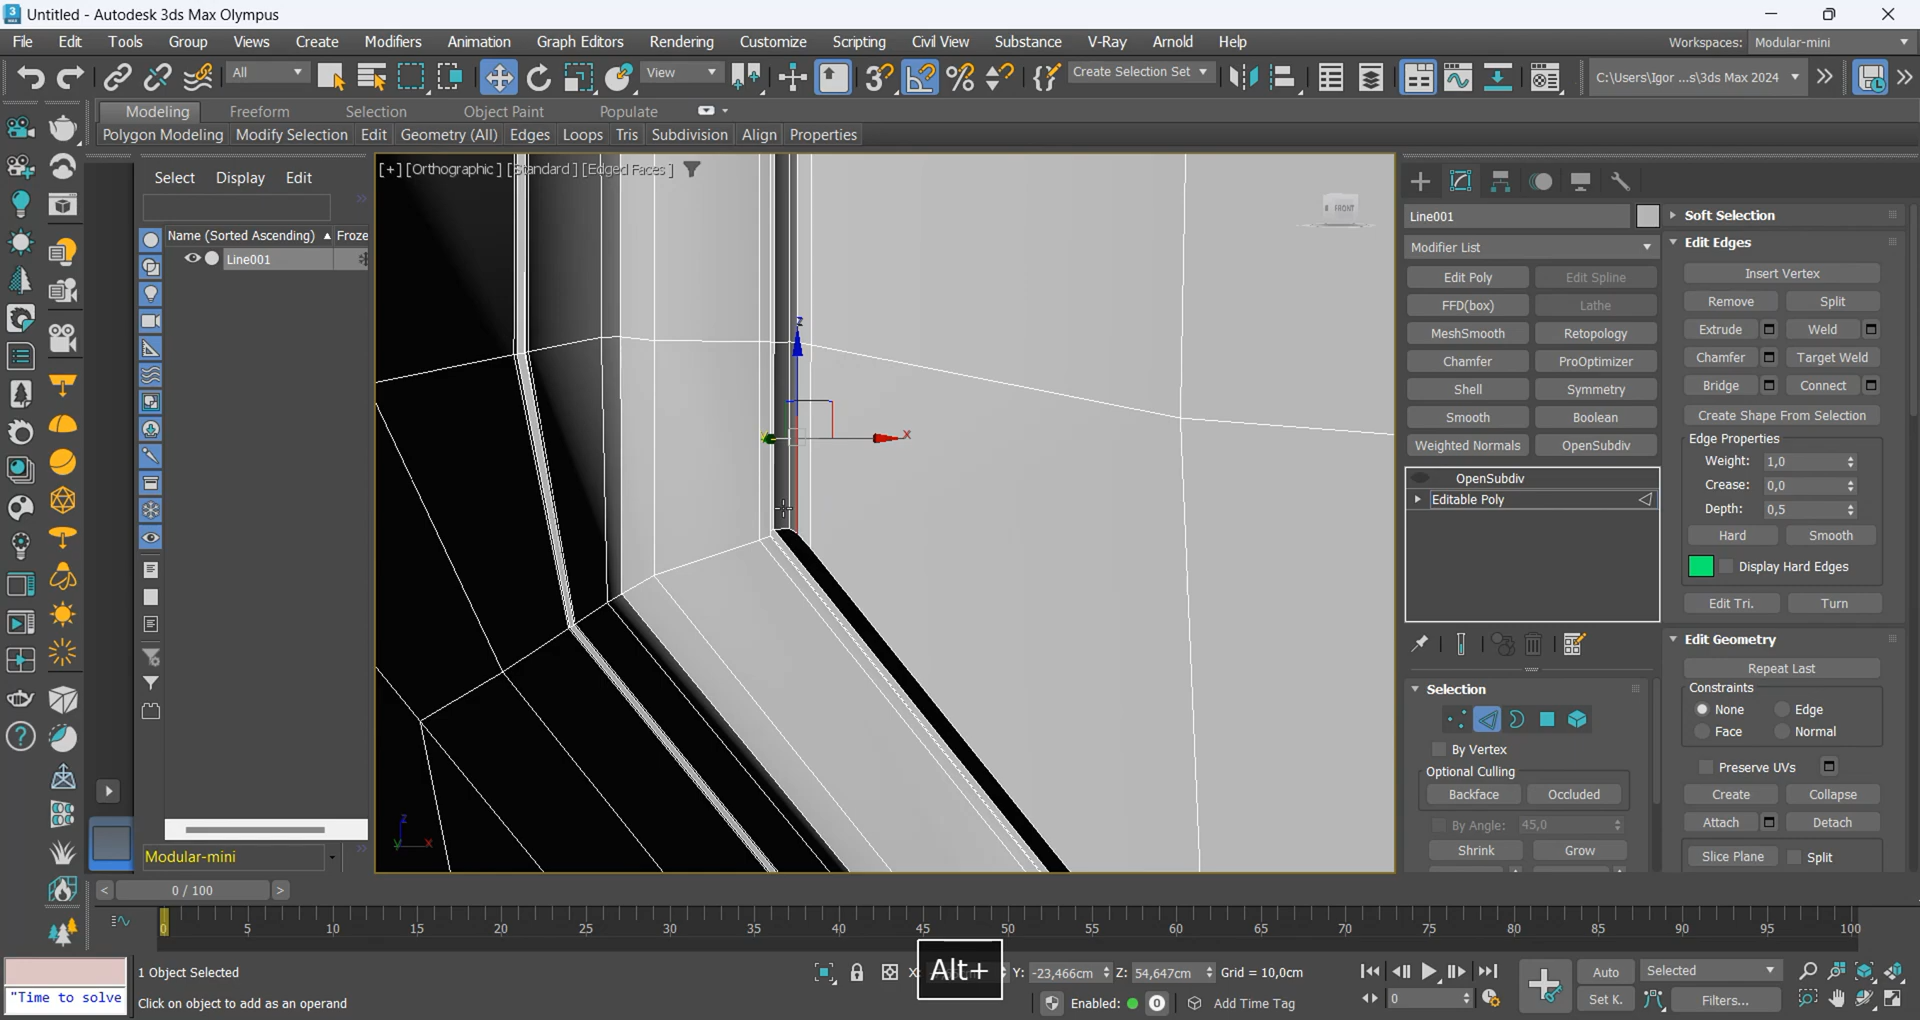 Untitled - Autodesk 3ds Max Olympus
File Edit Tools Group Views Create Modifiers Animation Graph Editors Rendering Customize Scripting Civil View Substance V-Ray Arnold Help
Workspaces: Modular-mini
All View Create Selection Set C:\Users\Igor ...s\3ds Max 2024
Modeling Freeform Selection Object Paint Populate
Polygon Modeling Modify Selection Edit Geometry (All) Edges Loops Tris Subdivision Align Properties
Select Display Edit
Name (Sorted Ascending) Froze
Line001
Modular-mini
[+] [Orthographic ] [Standard ] [Edged Faces ]
FRONT
z
x
y
z
y x
Line001
Modifier List
Edit Poly Edit Spline
FFD(box) Lathe
MeshSmooth Retopology
Chamfer ProOptimizer
Shell Symmetry
Smooth Boolean
Weighted Normals OpenSubdiv
OpenSubdiv
Editable Poly
Selection
By Vertex
Optional Culling
Backface Occluded
By Angle: 45,0
Shrink Grow
Soft Selection
Edit Edges
Insert Vertex
Remove Split
Extrude Weld
Chamfer Target Weld
Bridge Connect
Create Shape From Selection
Edge Properties
Weight: 1,0
Crease: 0,0
Depth: 0,5
Hard Smooth
Display Hard Edges
Edit Tri. Turn
Edit Geometry
Repeat Last
Constraints
None Edge
Face Normal
Preserve UVs
Create Collapse
Attach Detach
Slice Plane Split
< 0 / 100 >
0 5 10 15 20 25 30 35 40 45 50 55 60 65 70 75 80 85 90 95 100
"Time to solve
1 Object Selected
Click on object to add as an operand
X: Y: -23,466cm Z: 54,647cm Grid = 10,0cm
Alt+
Enabled: 0 Add Time Tag
0
Auto Selected
Set K. Filters...